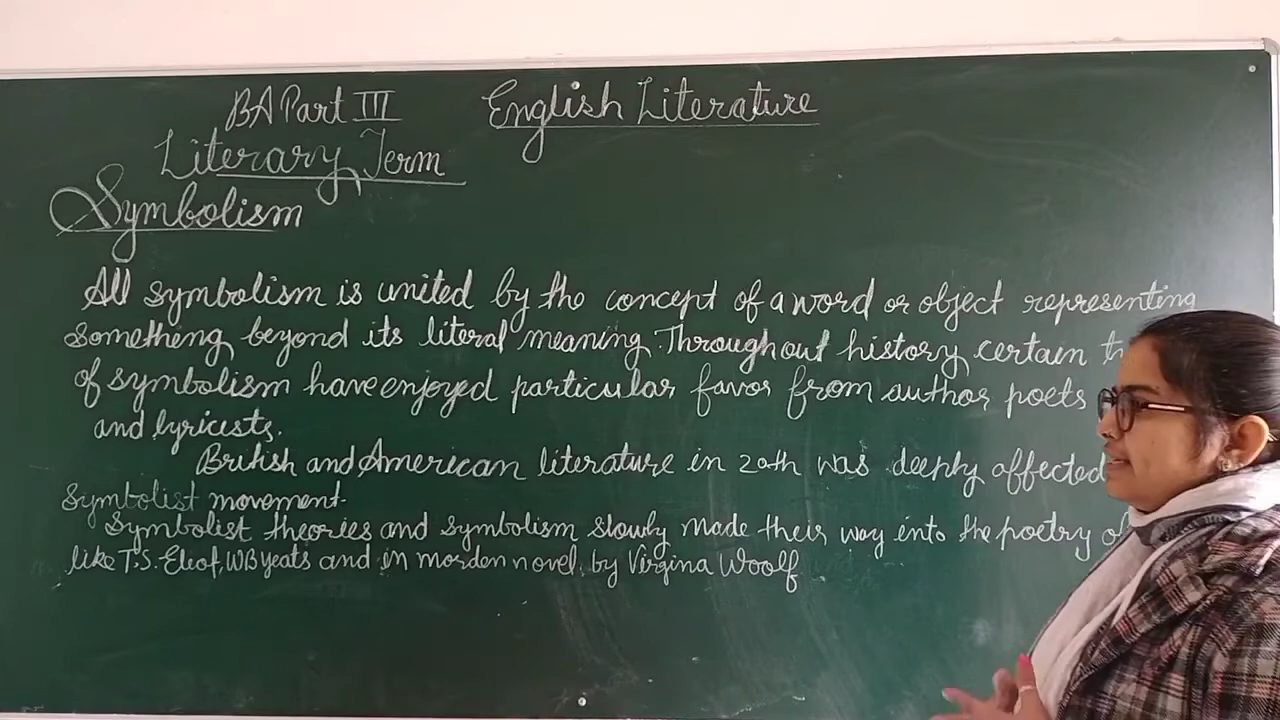 BA Part III English Literature
Literary Term
Symbolism
All symbolism is united by the concept of a word or object representing
something beyond its literal meaning. Throughout history, certain
of symbolism have enjoyed particular favor from author poets
and lyricists.
British and American literature in 20th was deeply affected
Symbolist movement.
Symbolist theories and symbolism slowly made their way into the poetry
like T.S. Eliot, WB yeats and in morden novel, by Virgina Woolf